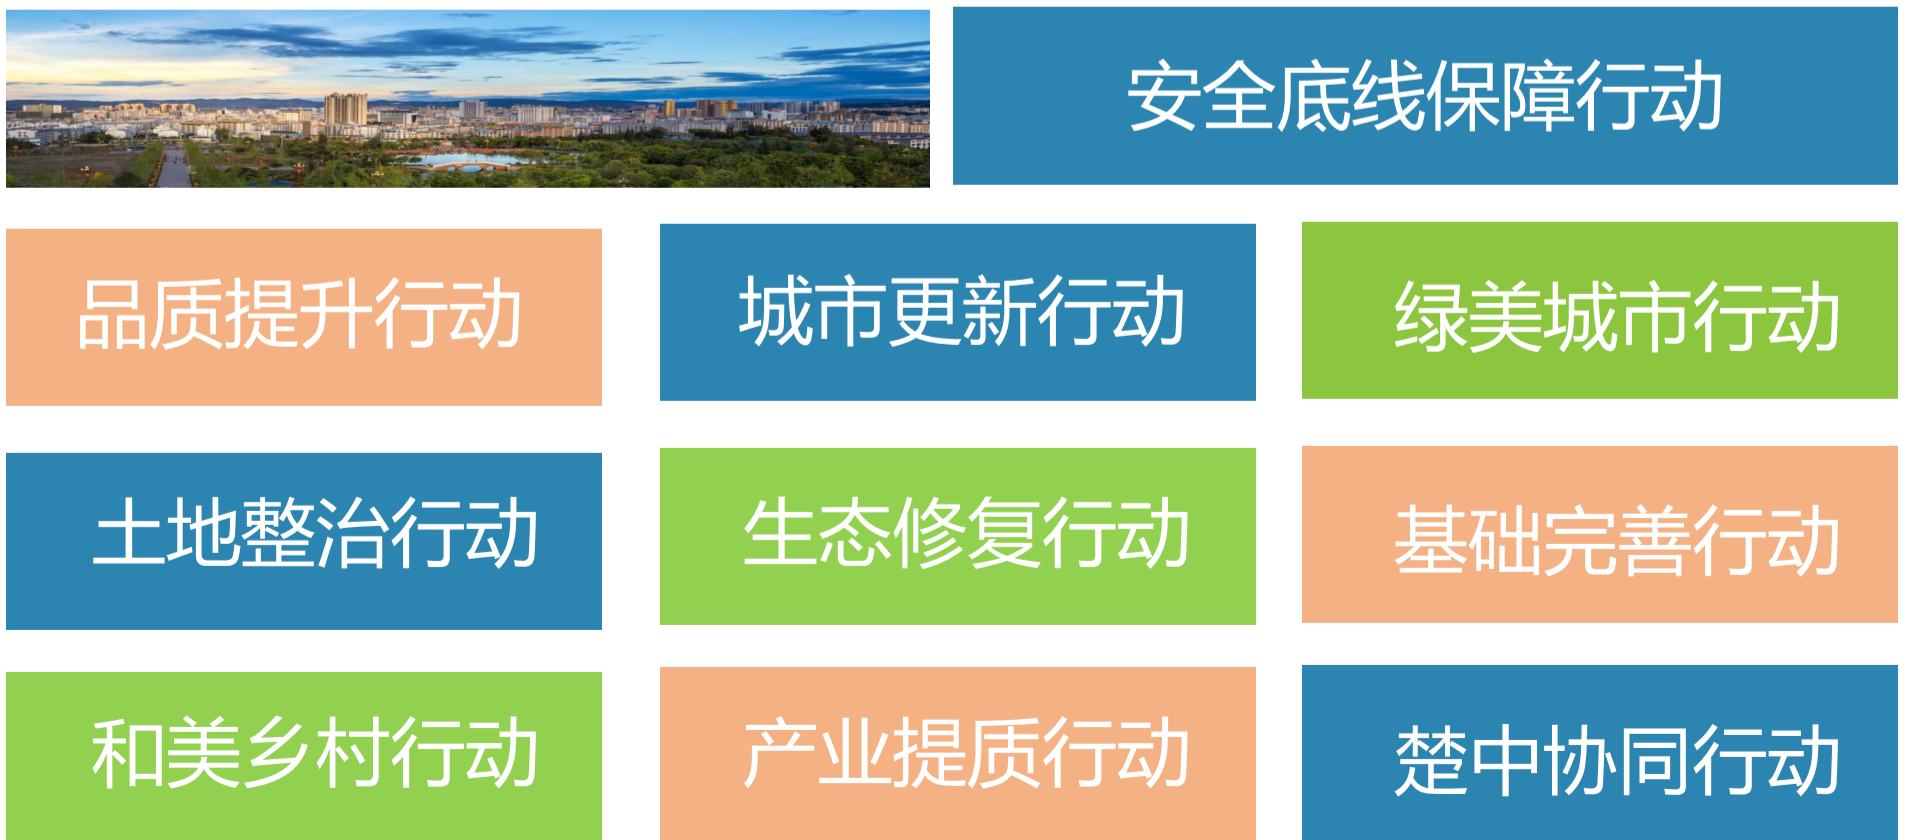 安全底线保障行动
品质提升行动
城市更新行动
绿美城市行动
土地整治行动
生态修复行动
基础完善行动
和美乡村行动
产业提质行动
楚中协同行动